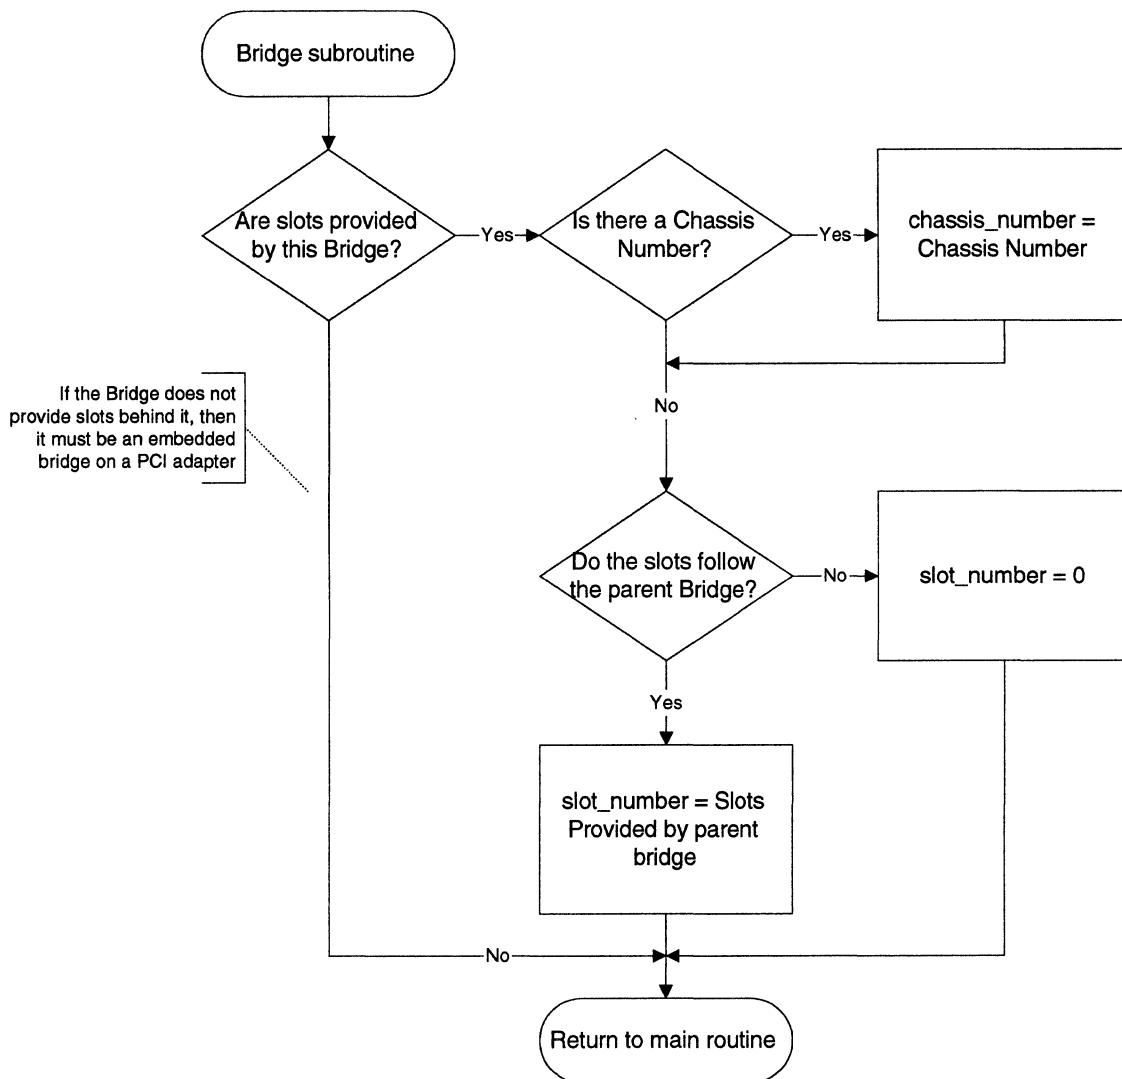 Bridge subroutine
Are slots provided
by this Bridge?
Yes
Is there a Chassis
Number?
Yes
chassis_number =
Chassis Number
If the Bridge does not
provide slots behind it, then
it must be an embedded
bridge on a PCI adapter
No
Do the slots follow
the parent Bridge?
No
slot_number = 0
Yes
slot_number = Slots
Provided by parent
bridge
No
Return to main routine